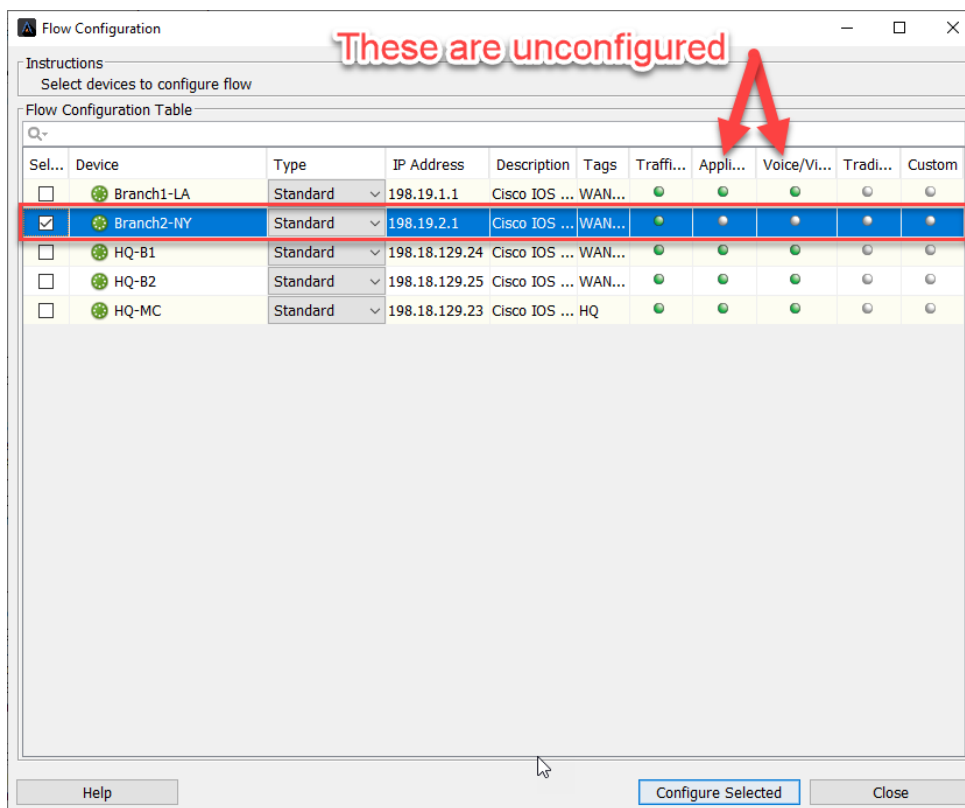 Flow Configuration
These are unconfigured
Instructions
Select devices to configure flow
Flow Configuration Table
Sel... Device Type IP Address Description Tags Traffi... Appli... Voice/Vi... Tradi... Custom
Branch1-LA Standard 198.19.1.1 Cisco IOS ... WAN...
Branch2-NY Standard 198.19.2.1 Cisco IOS ... WAN...
HQ-B1 Standard 198.18.129.24 Cisco IOS ... WAN...
HQ-B2 Standard 198.18.129.25 Cisco IOS ... WAN...
HQ-MC Standard 198.18.129.23 Cisco IOS ... HQ
Help Configure Selected Close